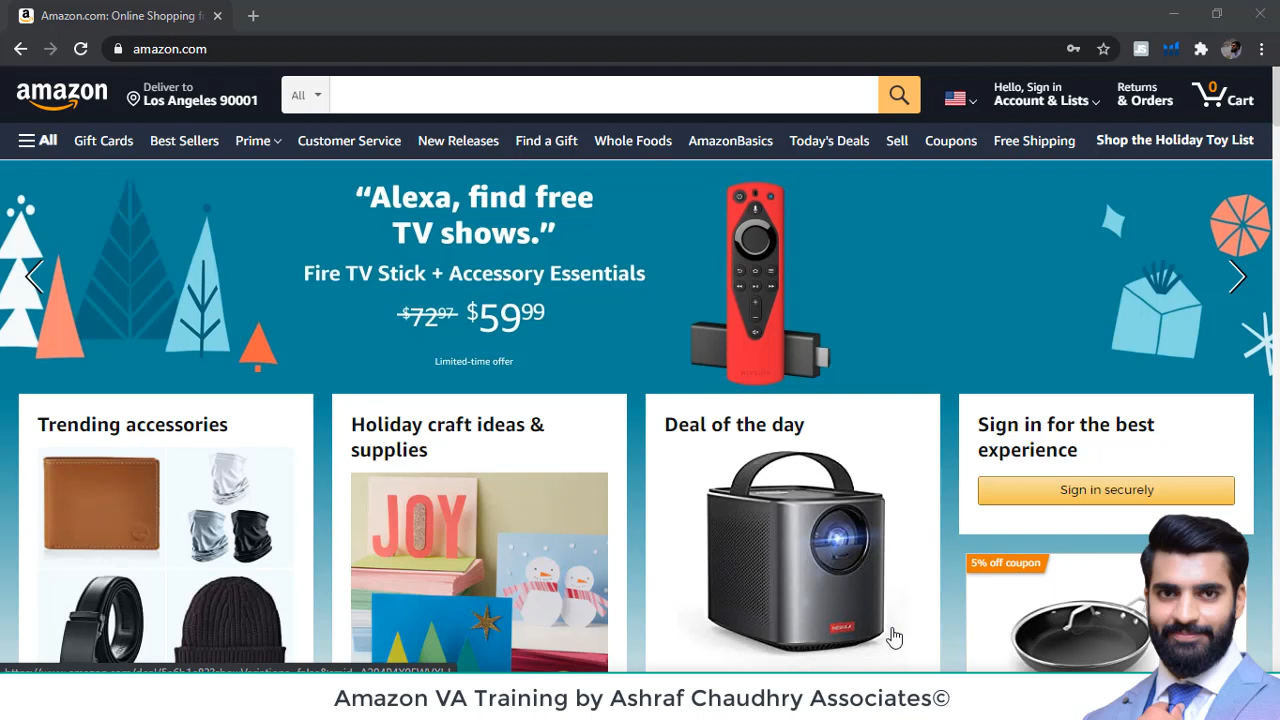 Amazon.com: Online Shopping f
amazon.com
JS
amazon
Deliver to
Los Angeles 90001
All
Hello, Sign in
Account & Lists
Returns
& Orders
0
Cart
All
Gift Cards
Best Sellers
Prime
Customer Service
New Releases
Find a Gift
Whole Foods
AmazonBasics
Today's Deals
Sell
Coupons
Free Shipping
Shop the Holiday Toy List
“Alexa, find free
TV shows.”
Fire TV Stick + Accessory Essentials
$72.97 $59.99
Limited-time offer
Trending accessories
Holiday craft ideas &
supplies
JOY
Deal of the day
Sign in for the best
experience
Sign in securely
5% off coupon
Amazon VA Training by Ashraf Chaudhry Associates©